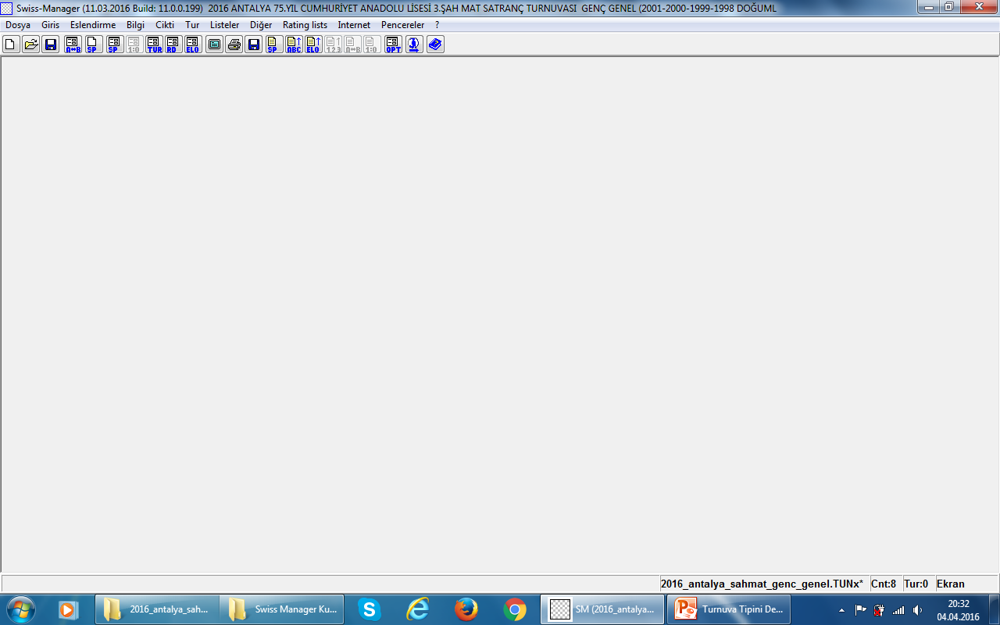 Swiss-Manager (11.03.2016 Build: 11.0.0.199)  2016 ANTALYA 75.YIL CUMHURİYET ANADOLU LİSESİ 3.ŞAH MAT SATRANÇ TURNUVASI  GENÇ GENEL (2001-2000-1999-1998 DOĞUML
Dosya Giris Eslendirme Bilgi Cikti Tur Listeler Diğer Rating lists Internet Pencereler ?
A↔B SP SP 1:0 TUR RD ELO SP ABC ELO 1.2.3 A↔B 1:0 OPT
2016_antalya_sahmat_genc_genel.TUNx* Cnt:8 Tur:0 Ekran
2016_antalya_sah... Swiss Manager Ku... SM (2016_antalya... Turnuva Tipini De... 20:32
04.04.2016